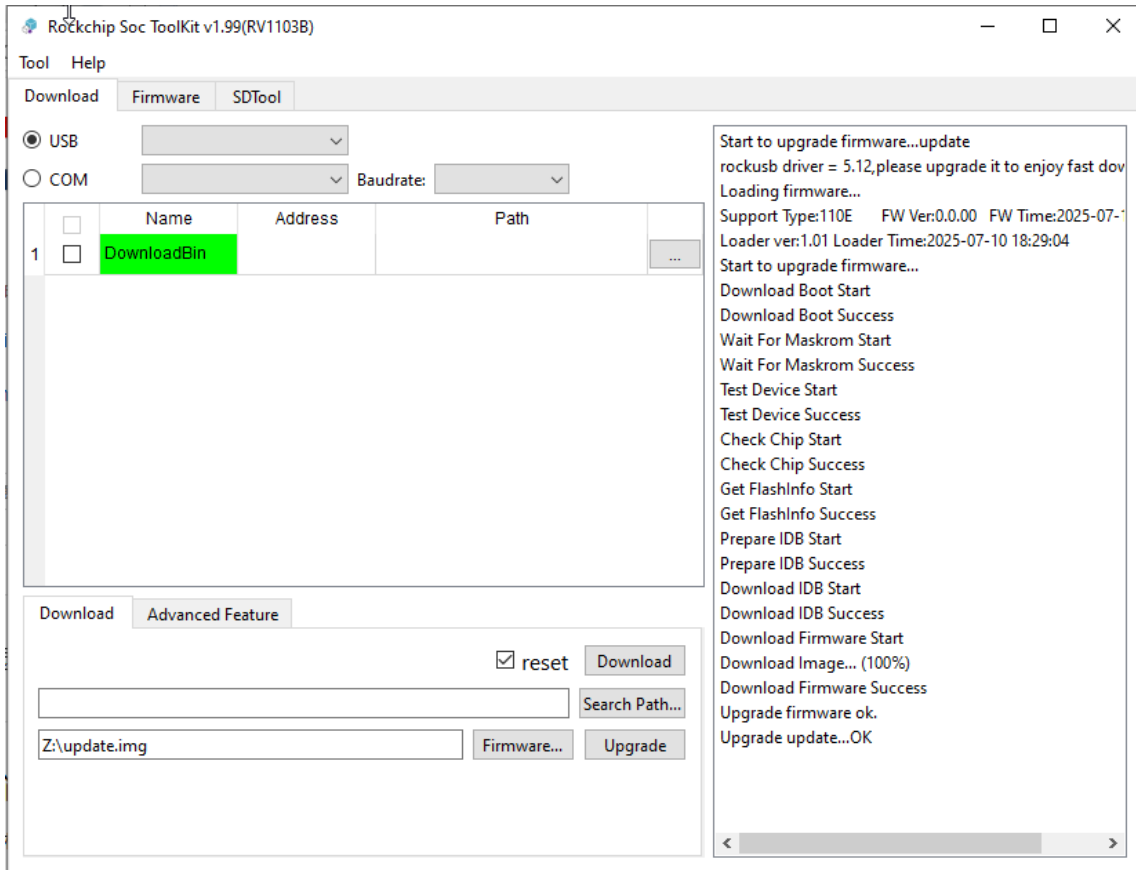 Rockchip Soc ToolKit v1.99(RV1103B)
Tool Help
Download Firmware SDTool
USB
COM Baudrate:
Name Address Path
1 DownloadBin ...
Download Advanced Feature
reset Download
Search Path...
Z:\update.img Firmware... Upgrade
Start to upgrade firmware...update
rockusb driver = 5.12,please upgrade it to enjoy fast dov
Loading firmware...
Support Type:110E FW Ver:0.0.00 FW Time:2025-07-
Loader ver:1.01 Loader Time:2025-07-10 18:29:04
Start to upgrade firmware...
Download Boot Start
Download Boot Success
Wait For Maskrom Start
Wait For Maskrom Success
Test Device Start
Test Device Success
Check Chip Start
Check Chip Success
Get FlashInfo Start
Get FlashInfo Success
Prepare IDB Start
Prepare IDB Success
Download IDB Start
Download IDB Success
Download Firmware Start
Download Image... (100%)
Download Firmware Success
Upgrade firmware ok.
Upgrade update...OK